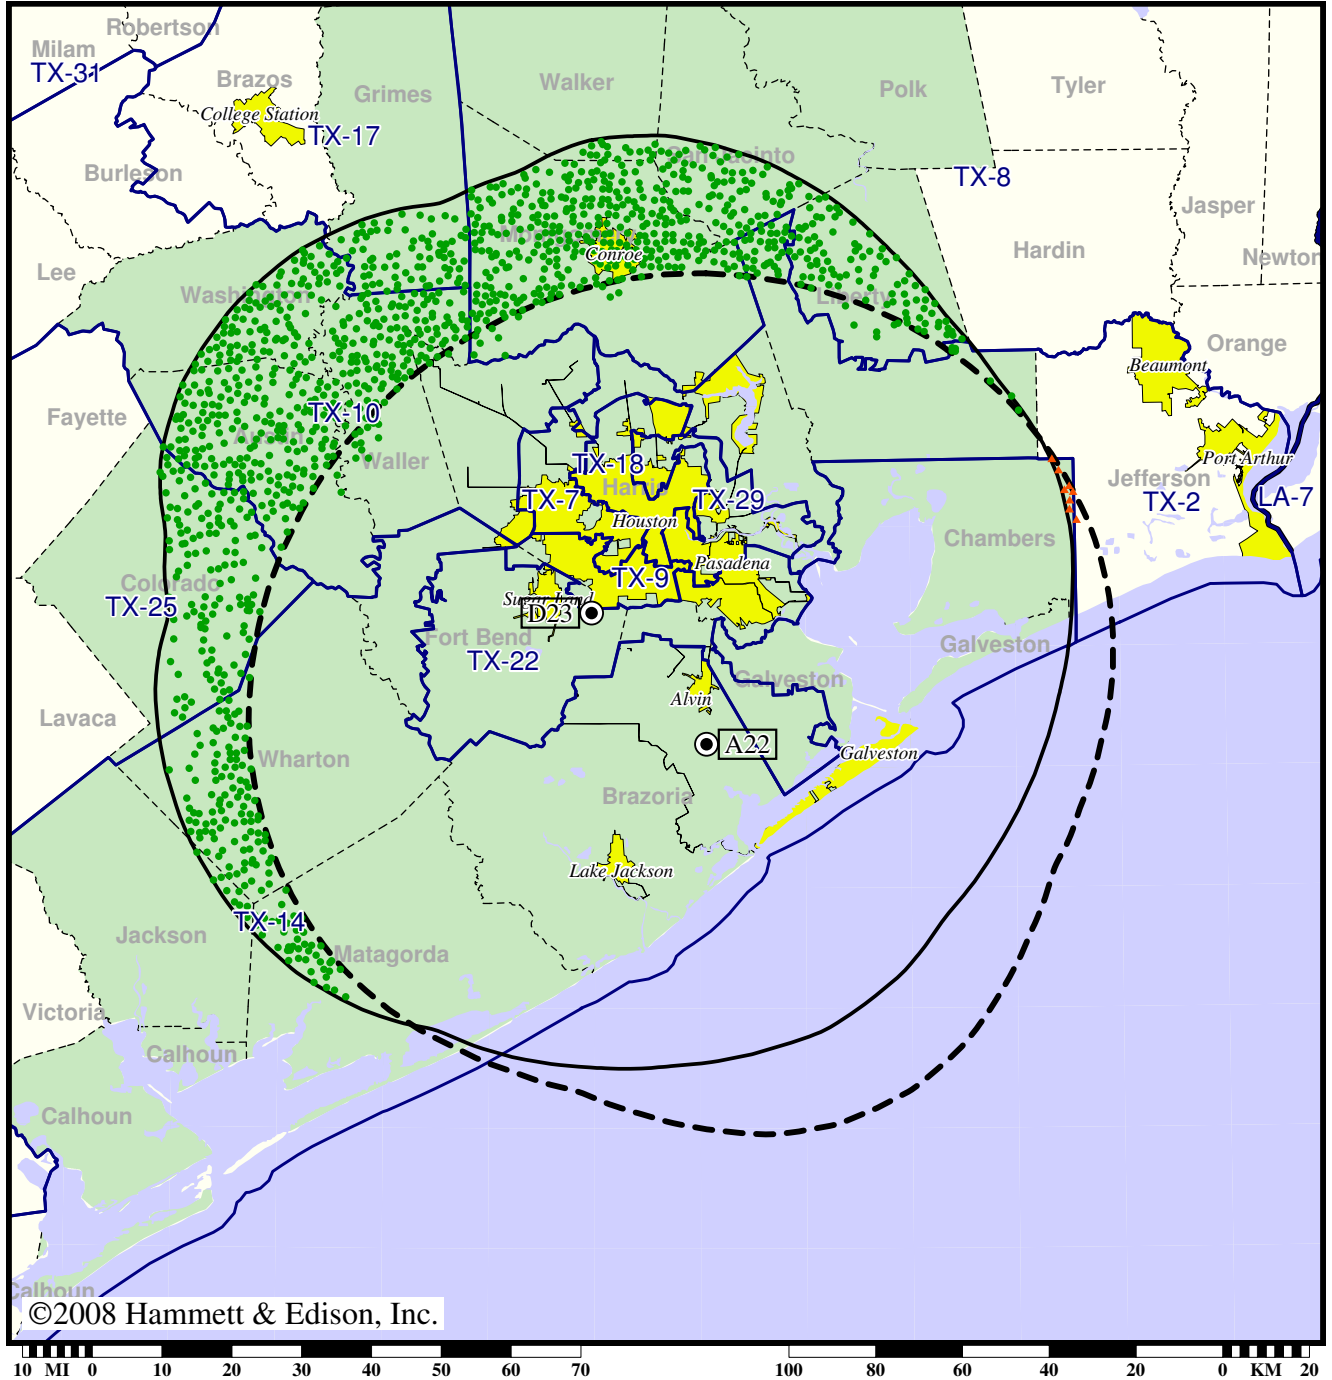 Robertson
Milam
TX-31
Brazos
College Station
TX-17
Grimes
Walker
Polk
Tyler
Burleson
San Jacinto
TX-8
Jasper
Hardin
Newton
Lee
Montgomery
Conroe
Washington
Liberty
Orange
Beaumont
Fayette
TX-10
Austin
Waller
TX-18
Harris
TX-7
TX-29
Houston
Port Arthur
Jefferson
TX-2
LA-7
Chambers
Pasadena
TX-9
Colorado
TX-25
Sugar Land
D23
Fort Bend
TX-22
Galveston
Galveston
Alvin
Lavaca
A22
Galveston
Wharton
Brazoria
Lake Jackson
TX-14
Jackson
Matagorda
Victoria
Calhoun
Calhoun
Calhoun
©2008 Hammett & Edison, Inc.
10 MI 0 10 20 30 40 50 60 70 100 80 60 40 20 0 KM 20